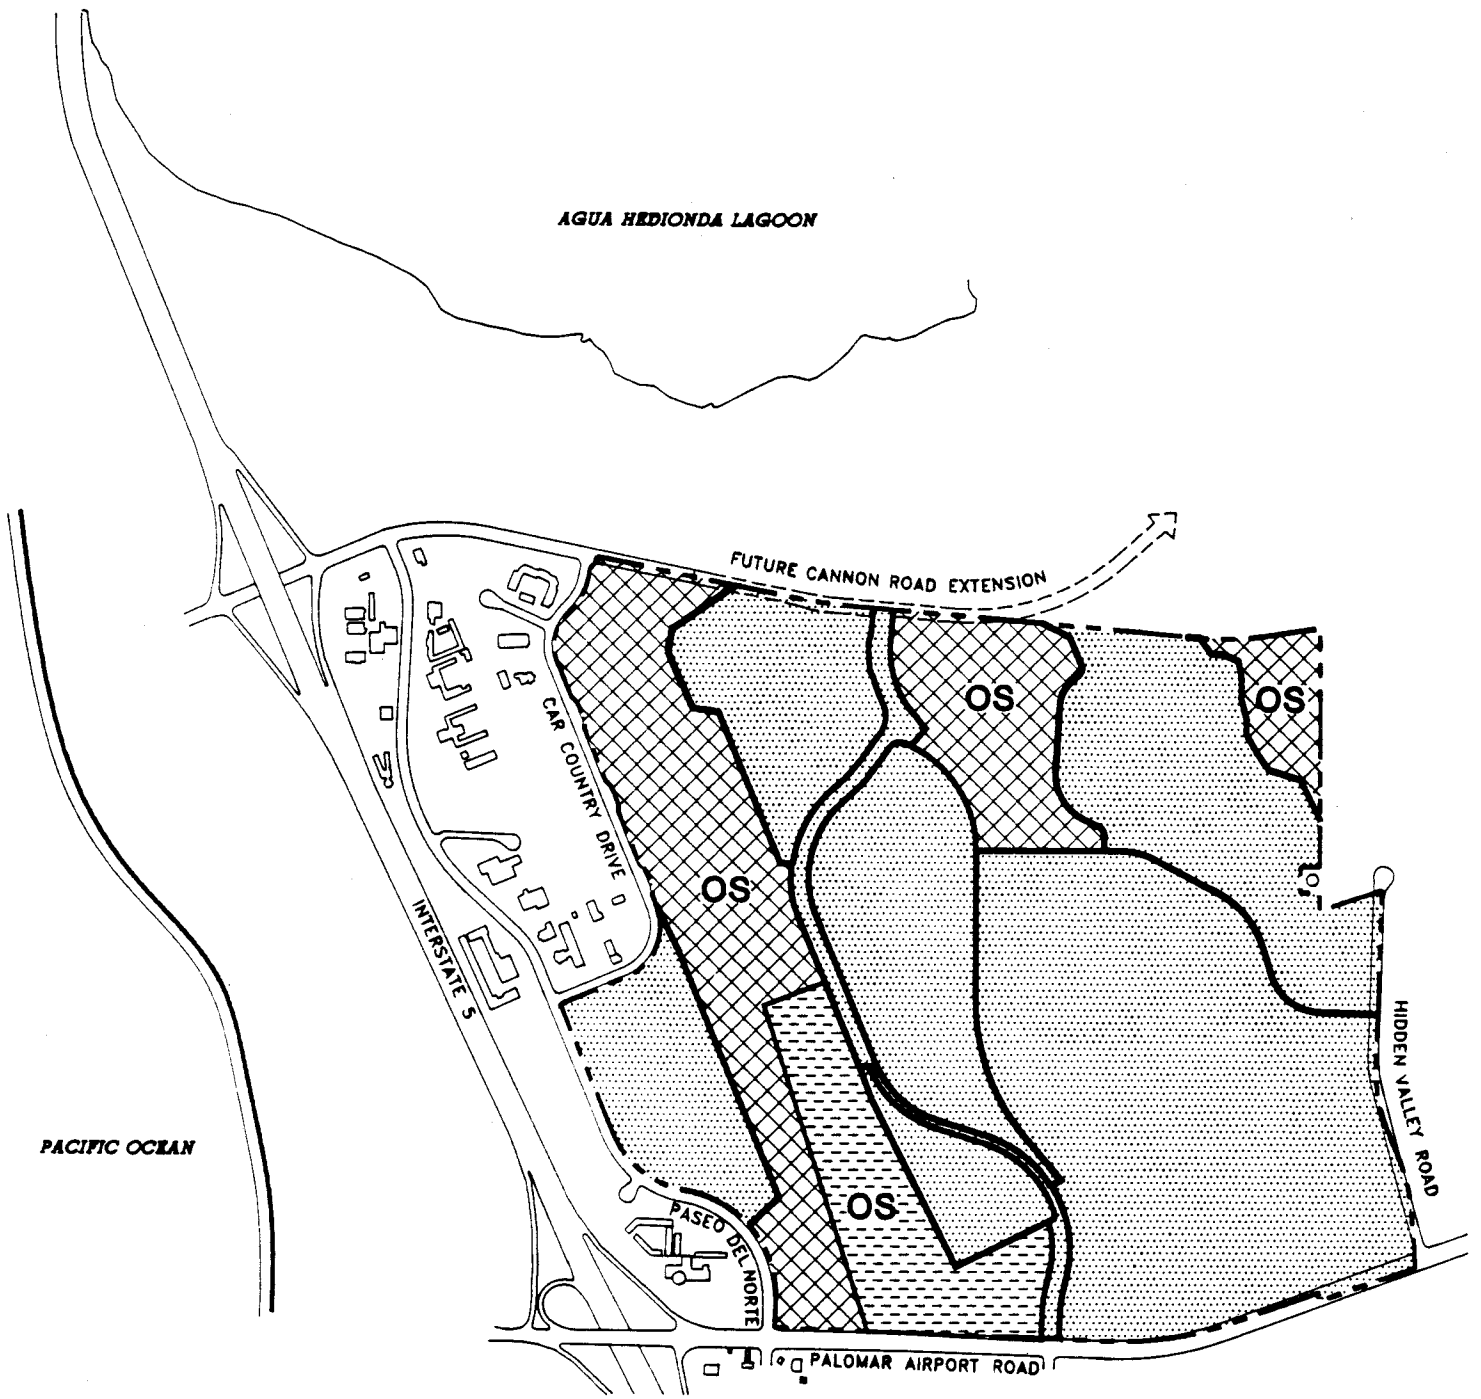 AGUA HEDIONDA LAGOON
FUTURE CANNON ROAD EXTENSION
OS
OS
CAR COUNTRY DRIVE
OS
INTERSTATE 5
HIDDEN VALLEY ROAD
PACIFIC OCEAN
OS
PASEO DEL NORTE
PALOMAR AIRPORT ROAD